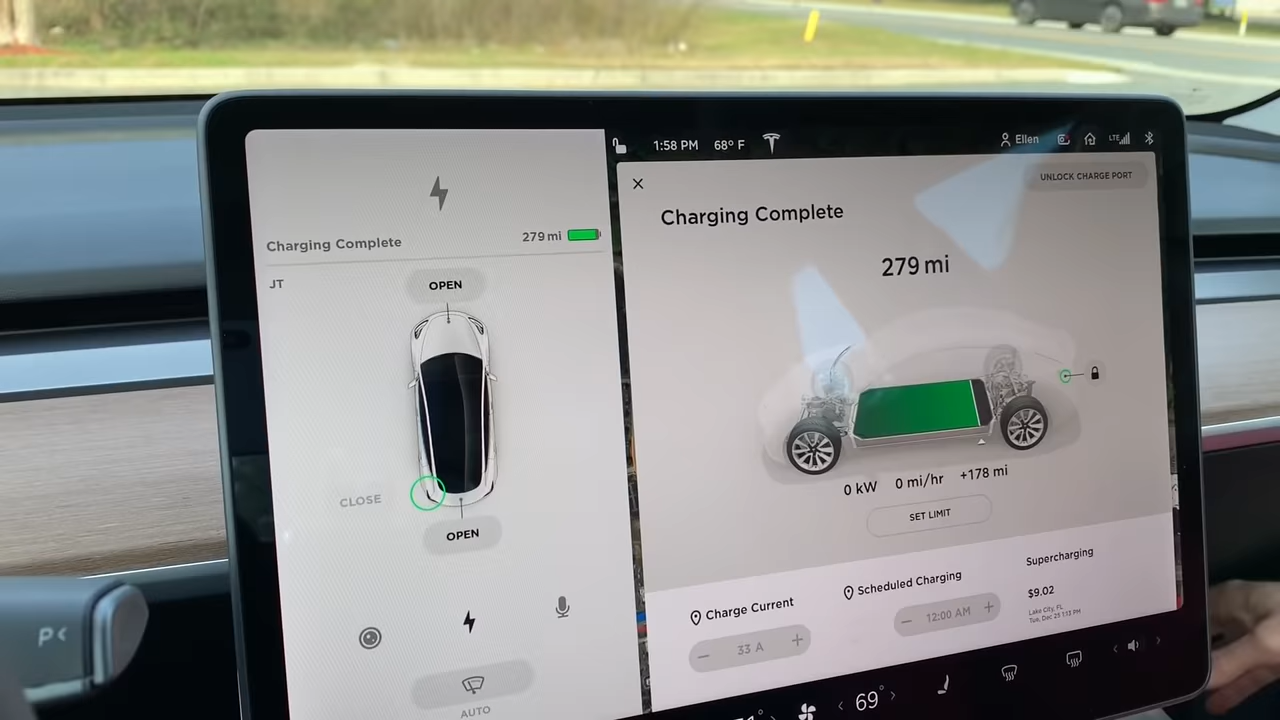 1:58 PM 68° F
Ellen LTE
UNLOCK CHARGE PORT
Charging Complete
279 mi
Charging Complete
279 mi
JT
OPEN
CLOSE
OPEN
0 kW 0 mi/hr +178 mi
SET LIMIT
Charge Current
− 33 A +
Scheduled Charging
− 12:00 AM +
Supercharging
$9.02
Lake City, FL
AUTO
< 69° >
< >
P<